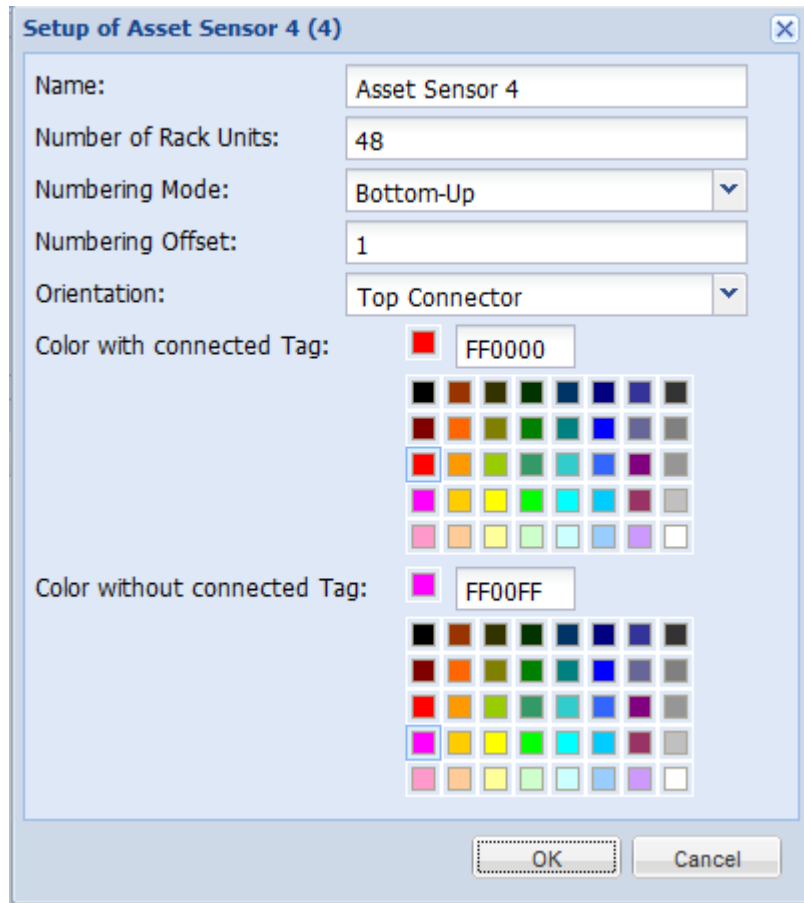 Setup of Asset Sensor 4 (4)
Name: Asset Sensor 4
Number of Rack Units: 48
Numbering Mode: Bottom-Up
Numbering Offset: 1
Orientation: Top Connector
Color with connected Tag: FF0000
Color without connected Tag: FF00FF
OK Cancel